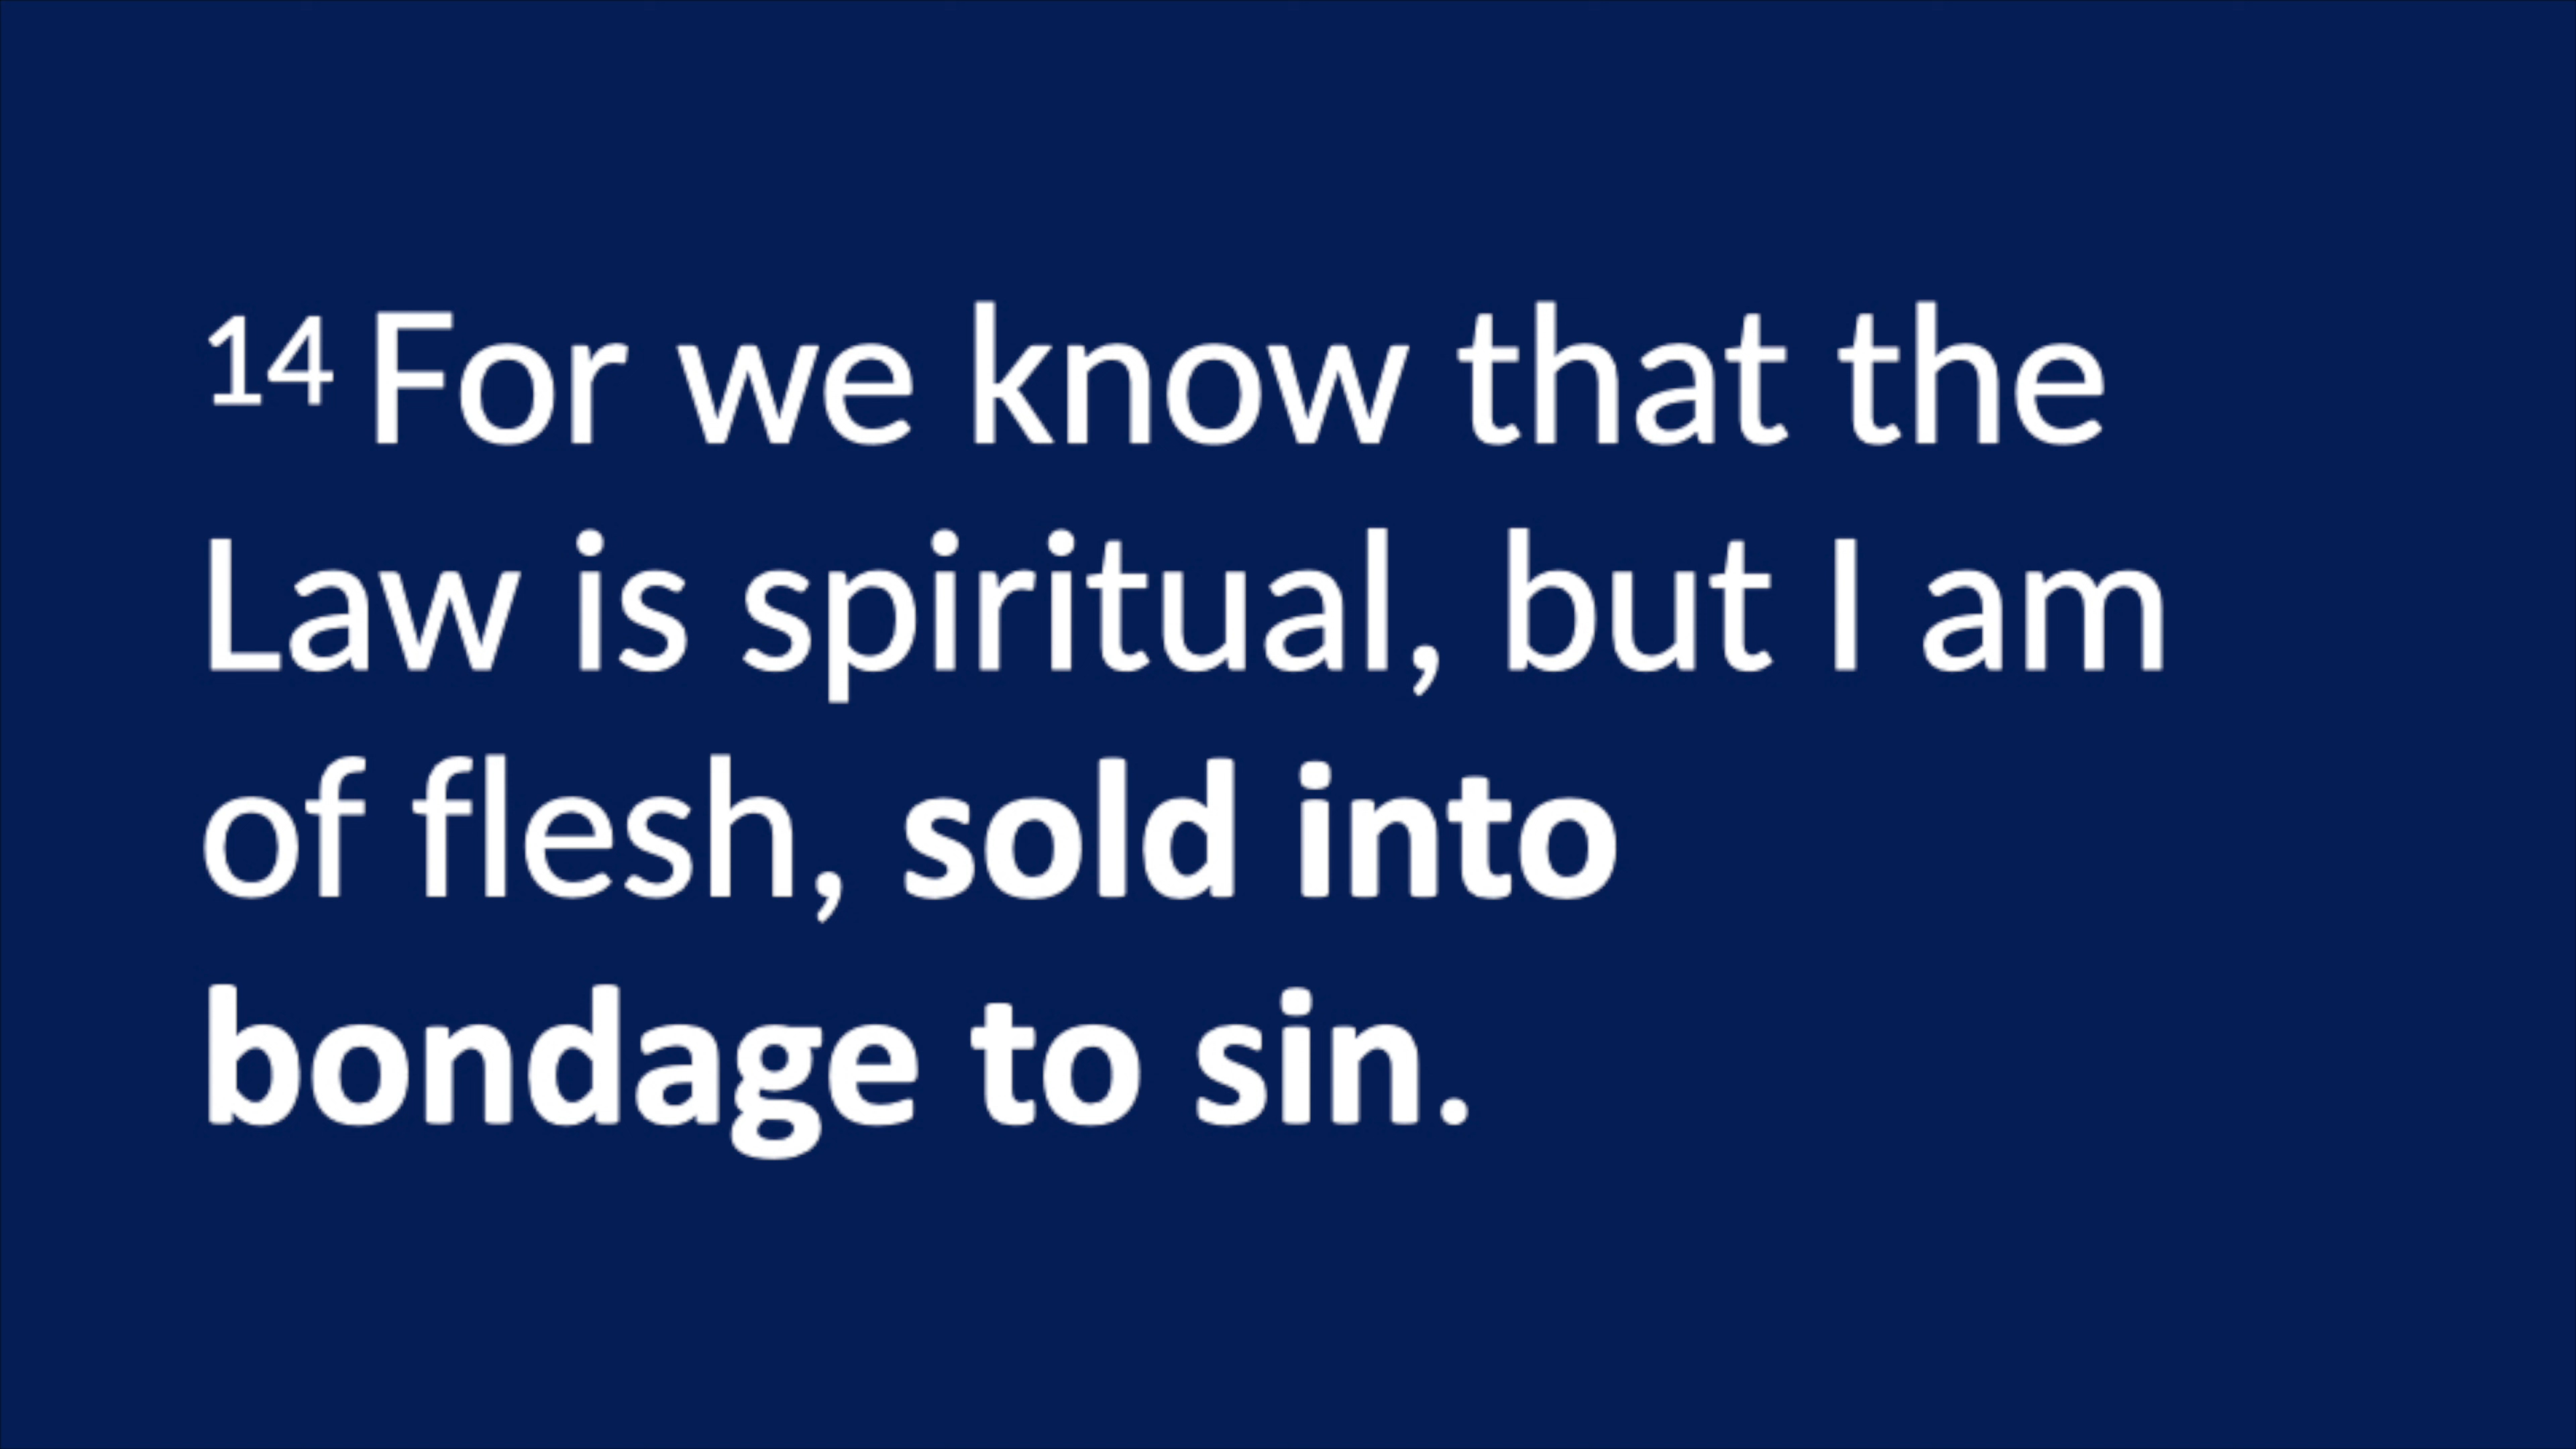 14 For we know that the
Law is spiritual, but I am
of flesh, sold into
bondage to sin.